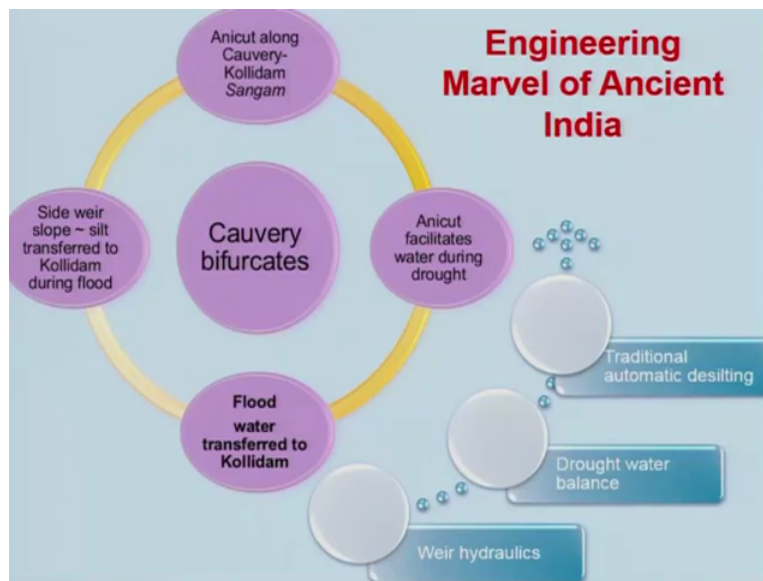 Engineering
Marvel of Ancient
India
Anicut along
Cauvery-
Kollidam
Sangam
Cauvery
bifurcates
Anicut
facilitates
water during
drought
Flood
water
transferred to
Kollidam
Side weir
slope ~ silt
transferred to
Kollidam
during flood
Traditional
automatic desilting
Drought water
balance
Weir hydraulics